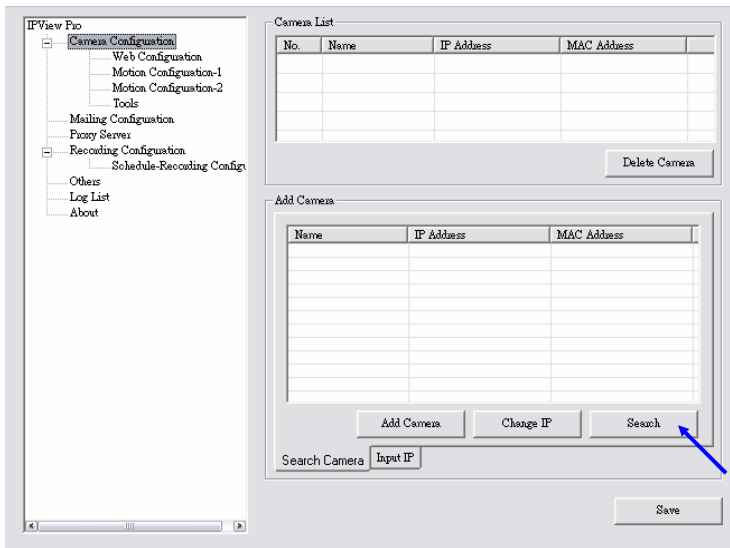 IPView Pro
Camera Configuration
Web Configuration
Motion Configuration-1
Motion Configuration-2
Tools
Mailing Configuration
Proxy Server
Recording Configuration
Schedule-Recording Configu
Others
Log List
About
Camera List
No. Name IP Address MAC Address
Delete Camera
Add Camera
Name IP Address MAC Address
Add Camera Change IP Search
Search Camera Input IP
Save